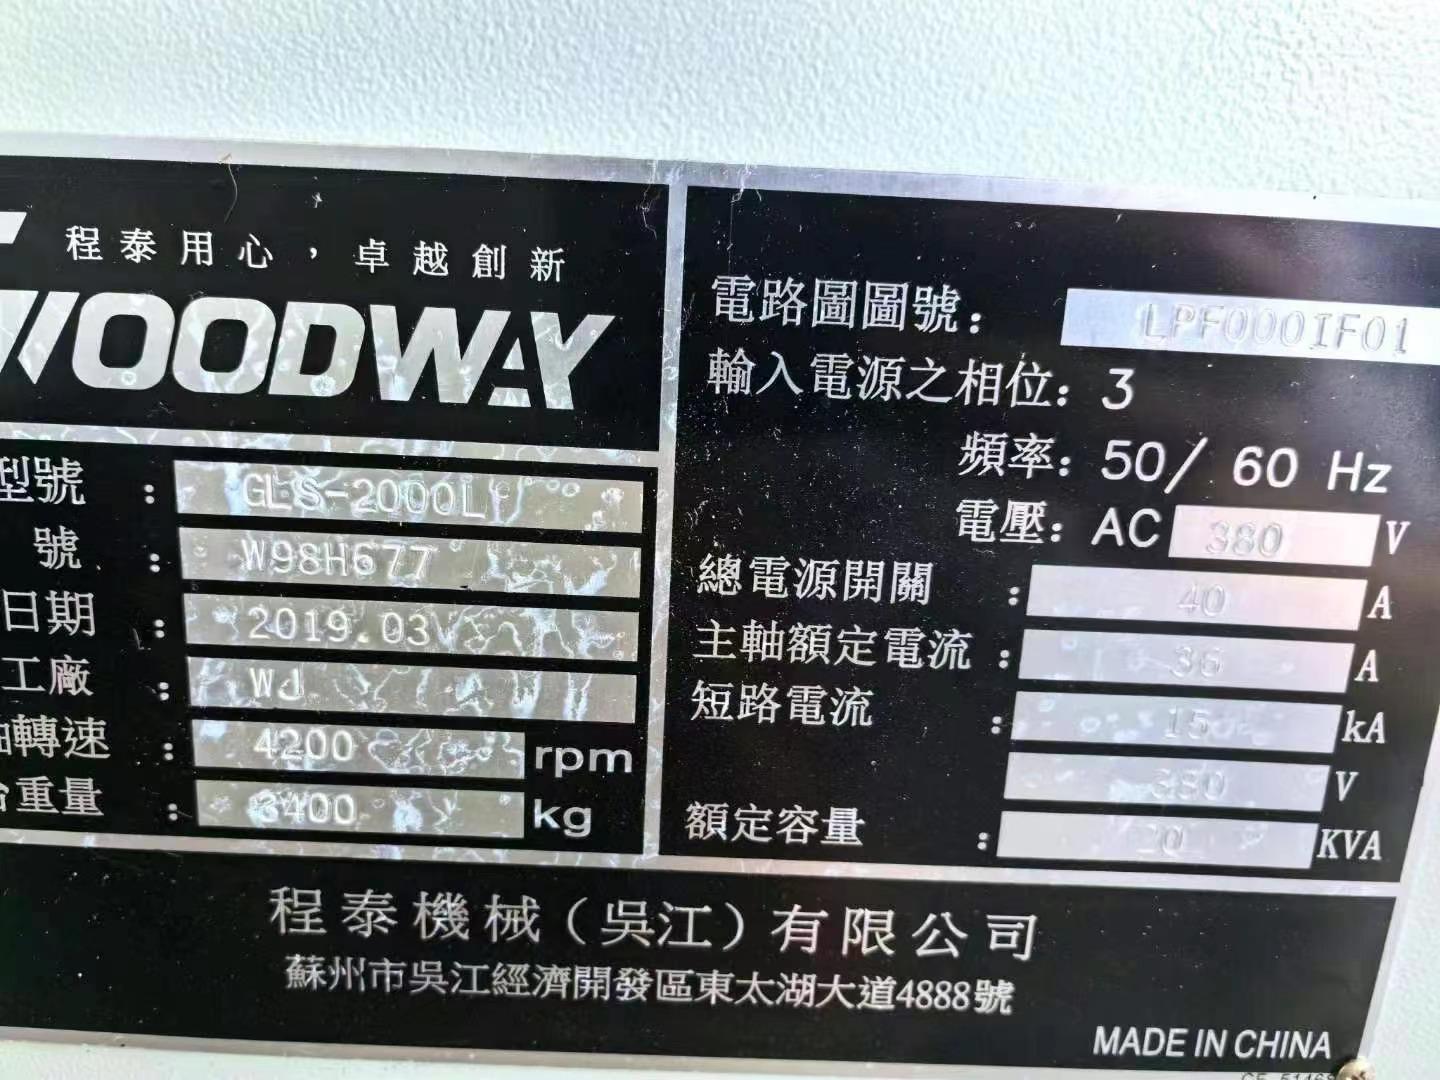 程泰用心，卓越創新
WOODWAY
型號 : GLS-2000L
號 : W98H677
日期 : 2019.03
工廠 : WJ
轉速 : 4200 rpm
重量 : 3400 kg
電路圖圖號: LPF000IF01
輸入電源之相位: 3
頻率: 50/ 60 Hz
電壓: AC 380 V
總電源開關 : 40 A
主軸額定電流 : 36 A
短路電流 : 15 kA
380 V
額定容量 : KVA
程泰機械（吳江）有限公司
蘇州市吳江經濟開發區東太湖大道4888號
MADE IN CHINA